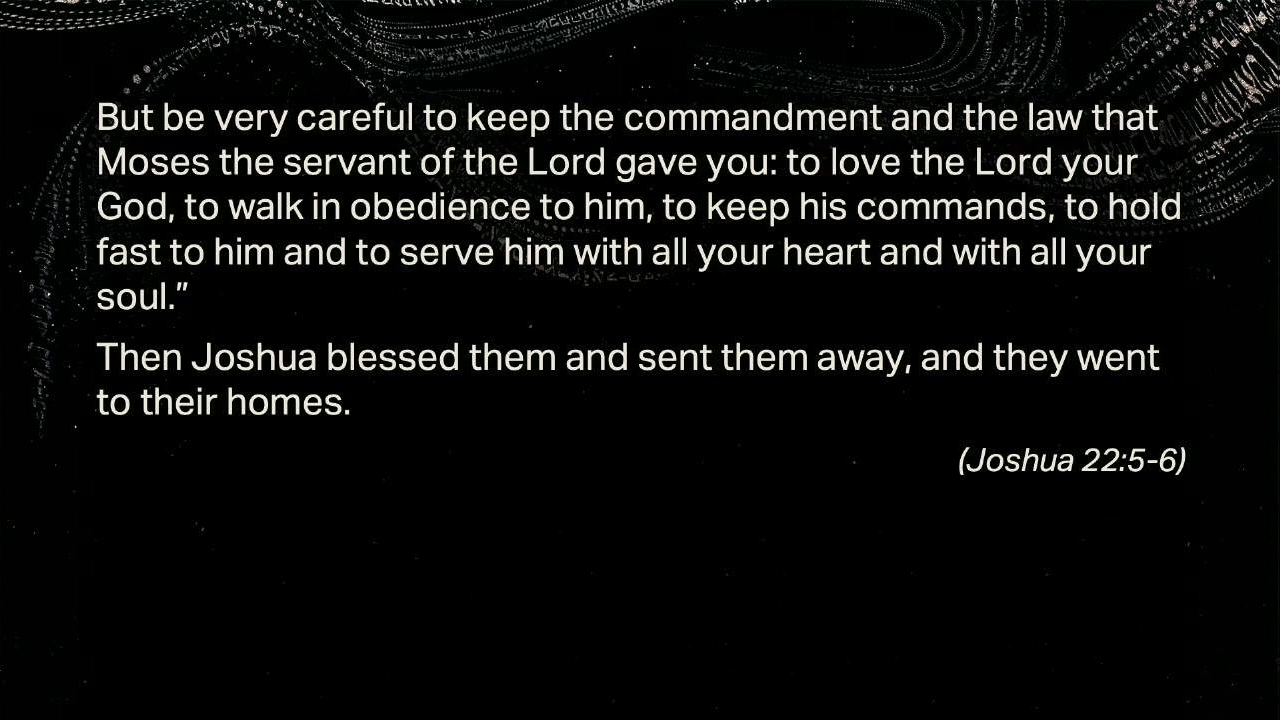 But be very careful to keep the commandment and the law that
Moses the servant of the Lord gave you: to love the Lord your
God, to walk in obedience to him, to keep his commands, to hold
fast to him and to serve him with all your heart and with all your
soul.”
Then Joshua blessed them and sent them away, and they went
to their homes.
(Joshua 22:5-6)